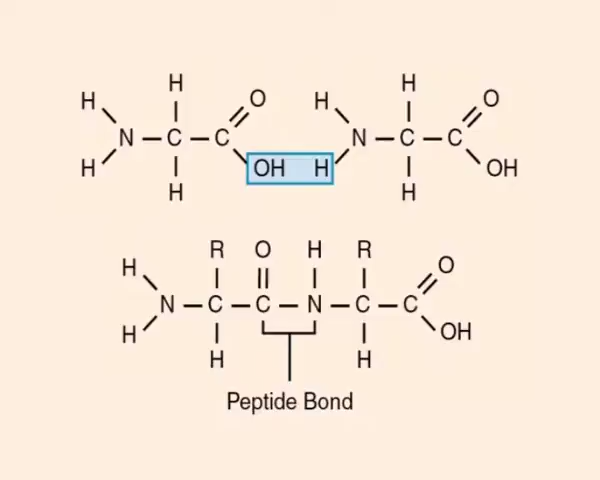 H H O H H O
N C C N C C
H H OH H H OH
R O H R O
H N C C N C C
H H H OH
Peptide Bond